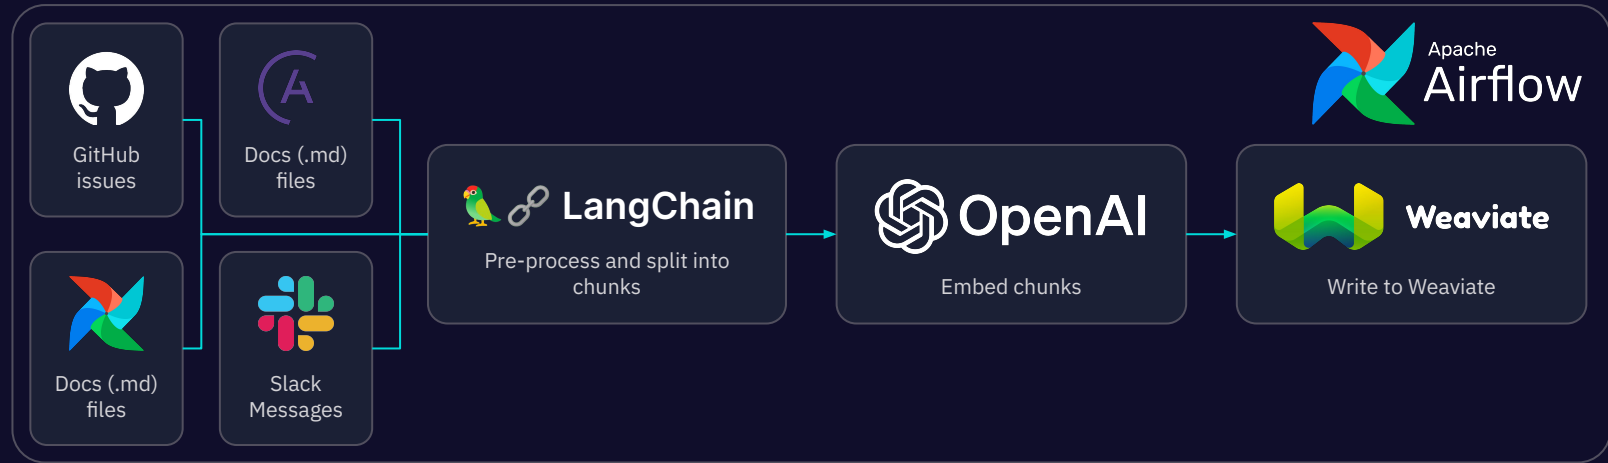 GitHub
issues
Docs (.md)
files
Docs (.md)
files
Slack
Messages
LangChain
Pre-process and split into
chunks
OpenAI
Embed chunks
Apache
Airflow
Weaviate
Write to Weaviate